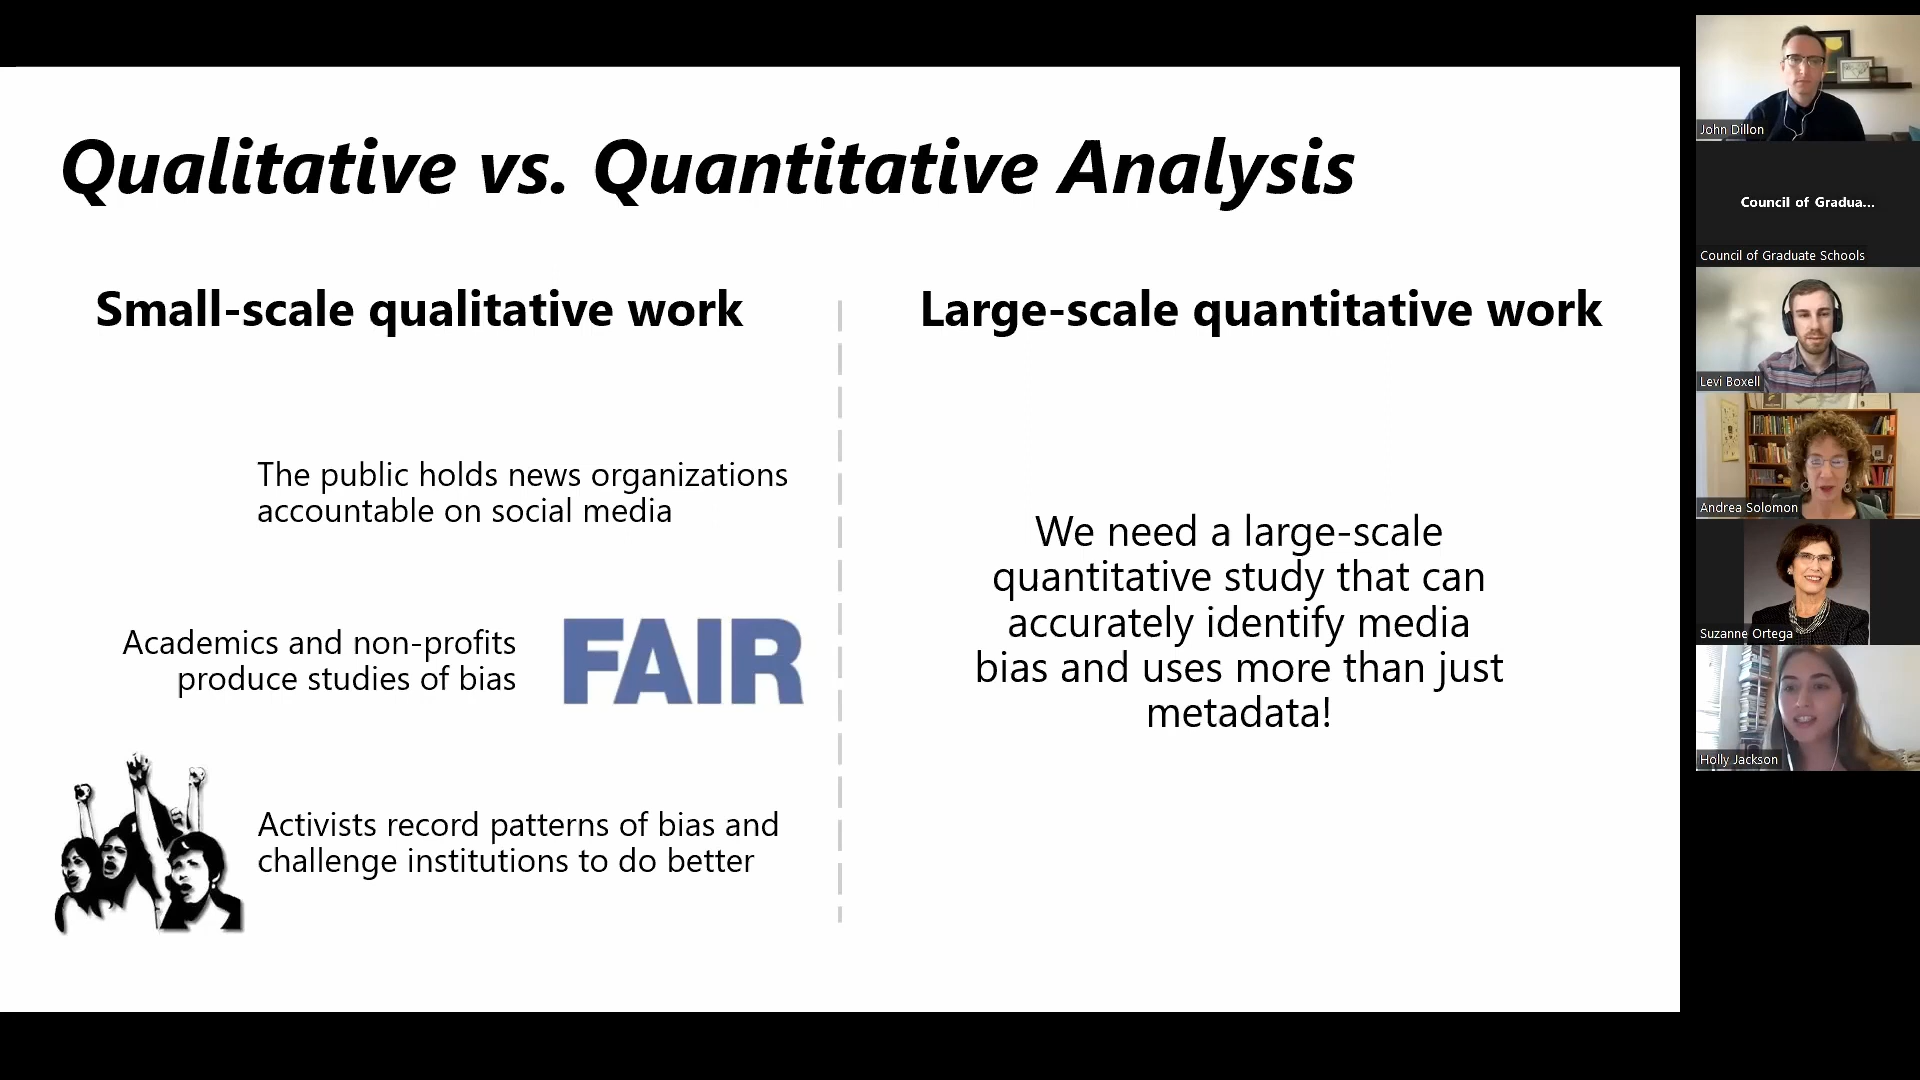 Qualitative vs. Quantitative Analysis
Small-scale qualitative work
The public holds news organizations
accountable on social media
Academics and non-profits
produce studies of bias
FAIR
Activists record patterns of bias and
challenge institutions to do better
Large-scale quantitative work
We need a large-scale
quantitative study that can
accurately identify media
bias and uses more than just
metadata!
John Dillon
Council of Gradua...
Council of Graduate Schools
Levi Boxell
Andrea Solomon
Suzanne Ortega
Holly Jackson